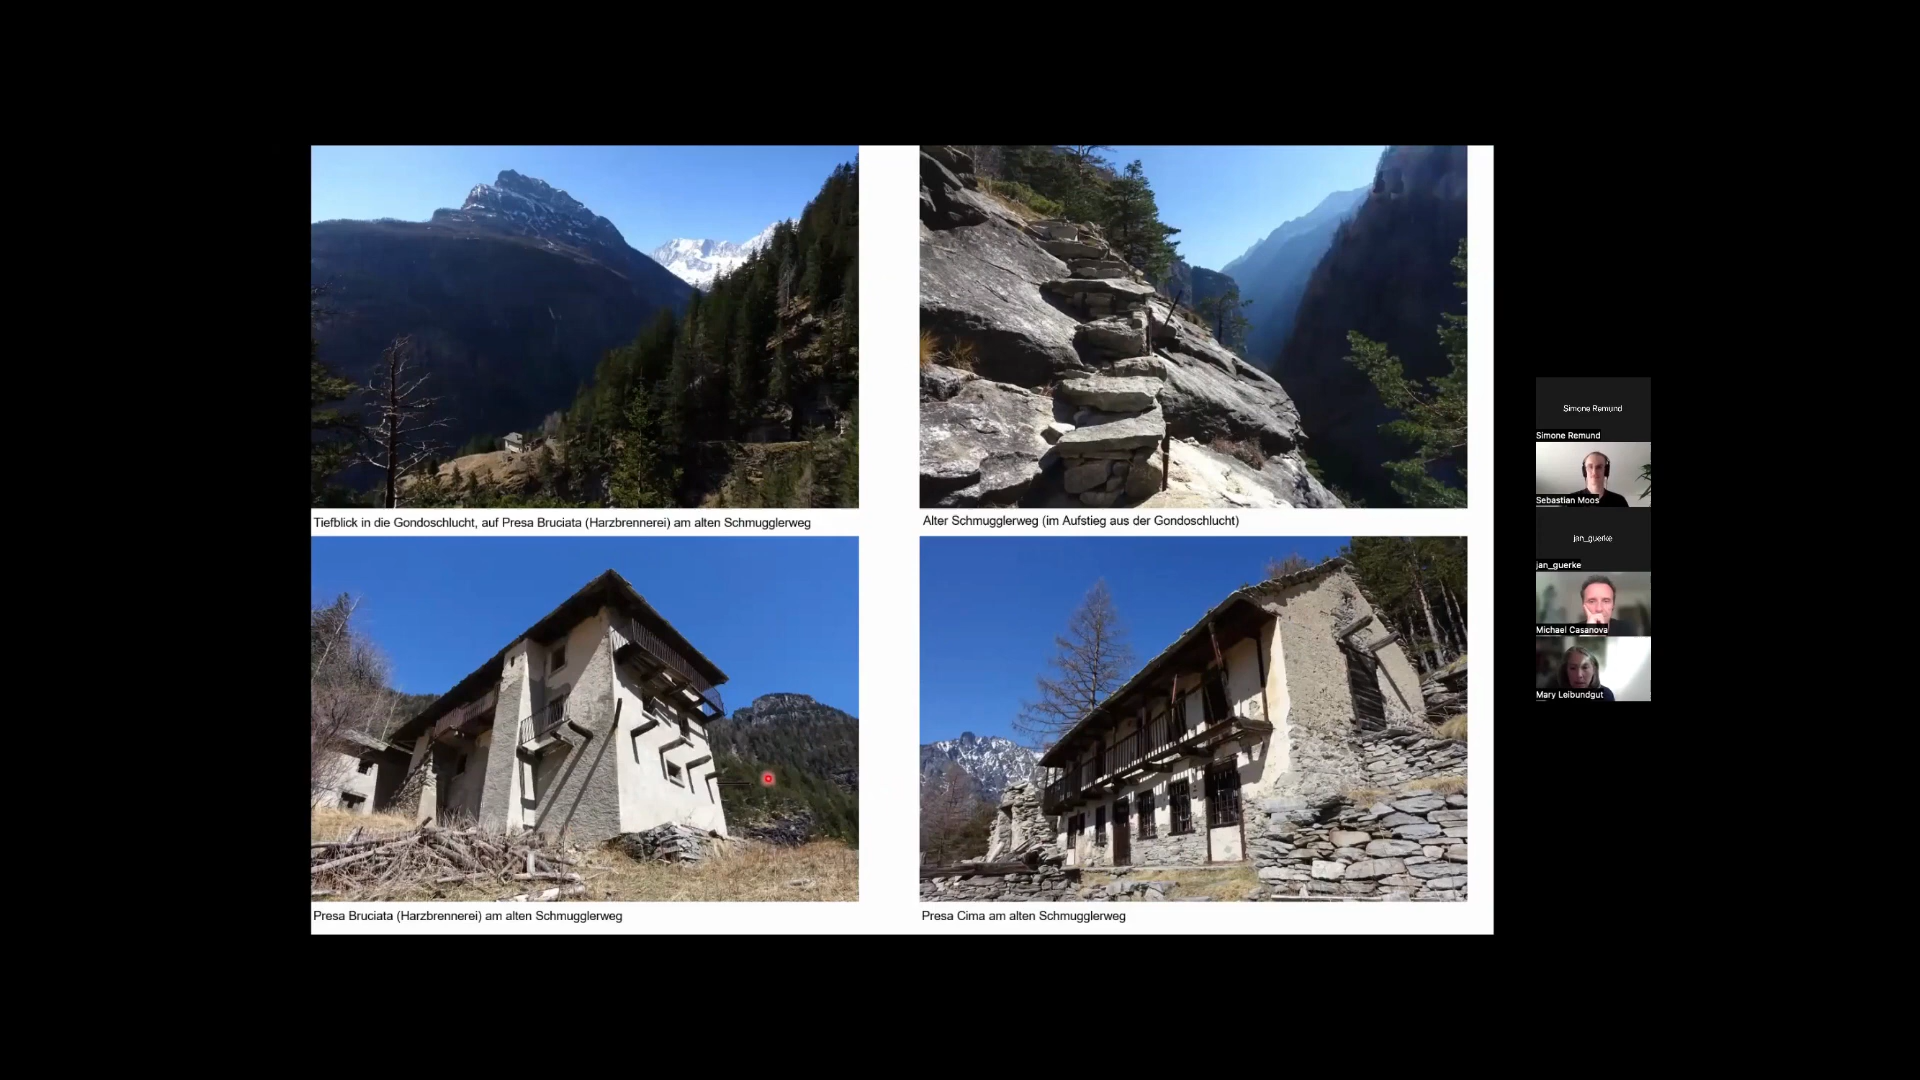 Tiefblick in die Gondoschlucht, auf Presa Bruciata (Harzbrennerei) am alten Schmugglerweg
Alter Schmugglerweg (im Aufstieg aus der Gondoschlucht)
Presa Bruciata (Harzbrennerei) am alten Schmugglerweg
Presa Cima am alten Schmugglerweg
Simone Remund
Simone Remund
Sebastian Moos
jan_guerke
jan_guerke
Michael Casanova
Mary Leibundgut